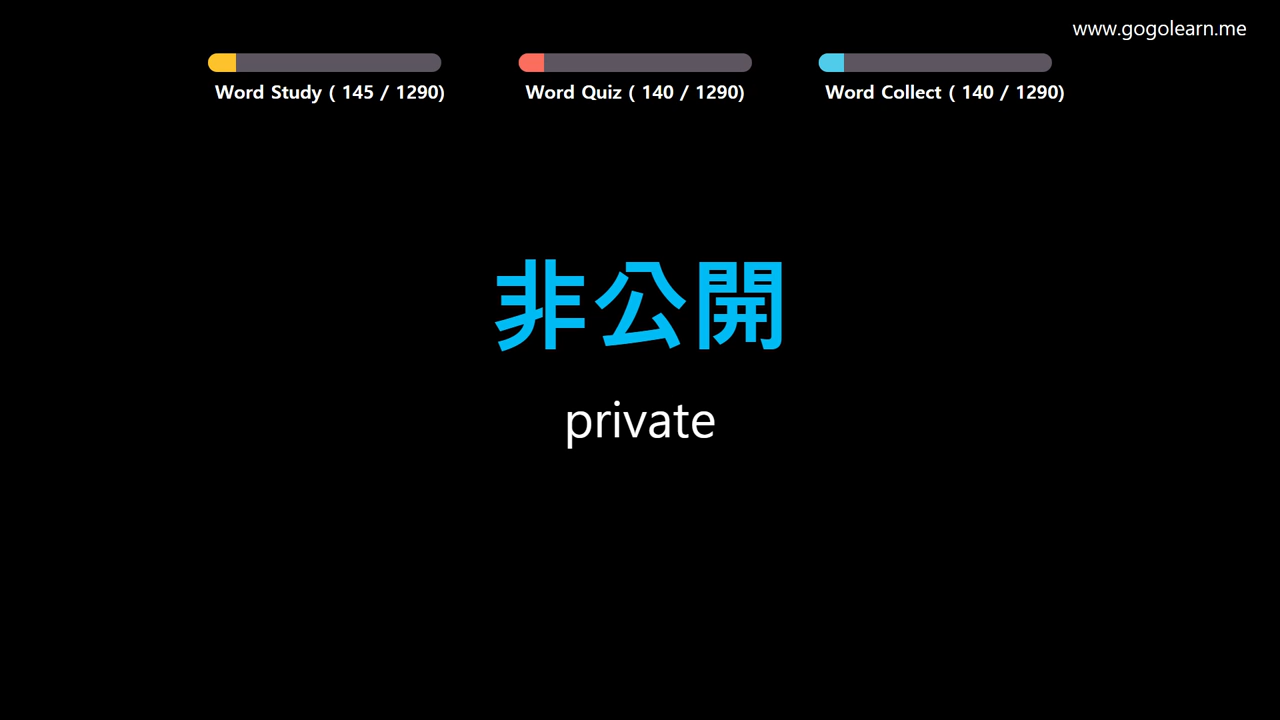 www.gogolearn.me
Word Study ( 145 / 1290)
Word Quiz ( 140 / 1290)
Word Collect ( 140 / 1290)
非公開
private